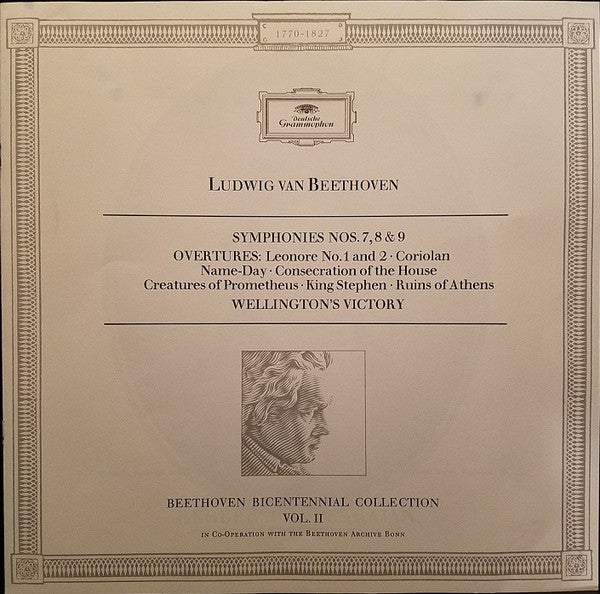 1770-1827
Deutsche
Grammophon
LUDWIG VAN BEETHOVEN
SYMPHONIES NOS. 7, 8 & 9
OVERTURES: Leonore No. 1 and 2 · Coriolan
Name-Day · Consecration of the House
Creatures of Prometheus · King Stephen · Ruins of Athens
WELLINGTON'S VICTORY
BEETHOVEN BICENTENNIAL COLLECTION
VOL. II
IN CO-OPERATION WITH THE BEETHOVEN ARCHIVE BONN